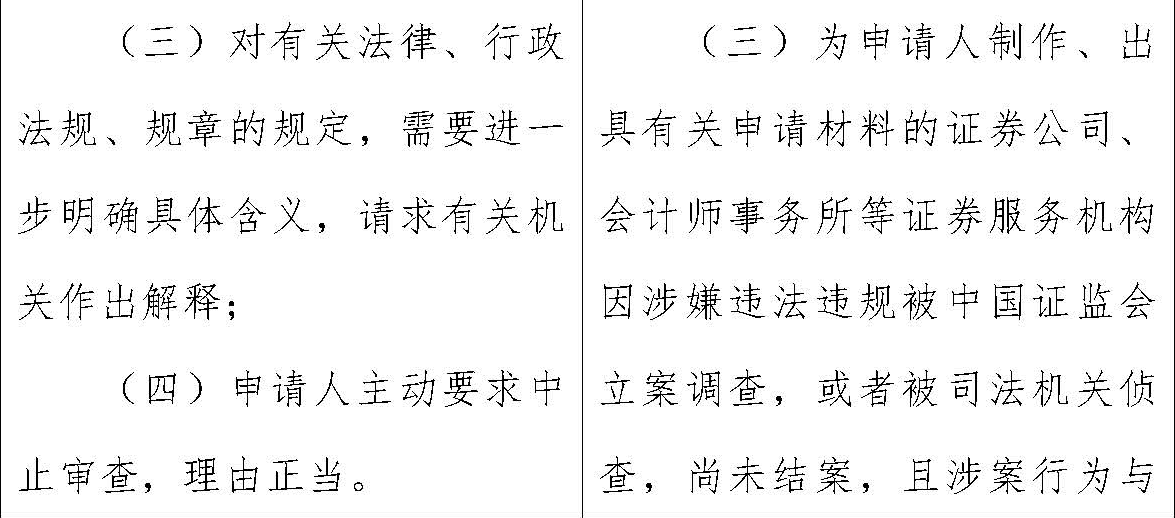 （三）对有关法律、行政
法规、规章的规定，需要进一
步明确具体含义，请求有关机
关作出解释；
（四）申请人主动要求中
止审查，理由正当。
（三）为申请人制作、出
具有关申请材料的证券公司、
会计师事务所等证券服务机构
因涉嫌违法违规被中国证监会
立案调查，或者被司法机关侦
查，尚未结案，且涉案行为与